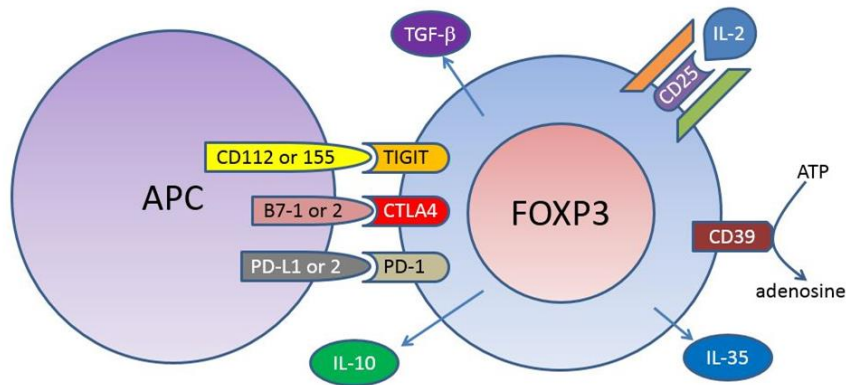 TGF-β
IL-2
CD25
CD112 or 155
TIGIT
APC
B7-1 or 2
CTLA4
FOXP3
ATP
CD39
PD-L1 or 2
PD-1
adenosine
IL-10
IL-35